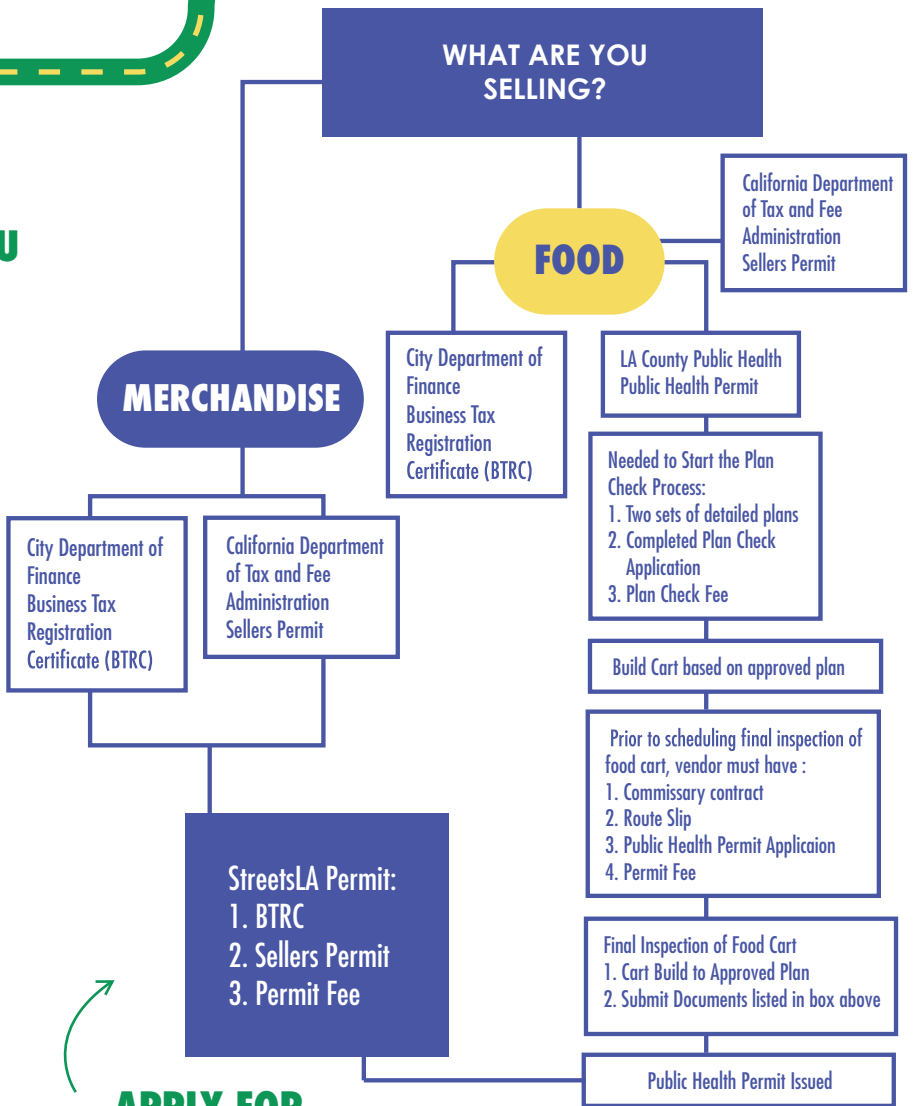 WHAT ARE YOU
SELLING?
California Department
of Tax and Fee
Administration
Sellers Permit
U
FOOD
City Department of
Finance
Business Tax
Registration
Certificate (BTRC)
LA County Public Health
Public Health Permit
MERCHANDISE
Needed to Start the Plan
Check Process:
1. Two sets of detailed plans
2. Completed Plan Check
Application
3. Plan Check Fee
City Department of
Finance
Business Tax
Registration
Certificate (BTRC)
California Department
of Tax and Fee
Administration
Sellers Permit
Build Cart based on approved plan
Prior to scheduling final inspection of
food cart, vendor must have :
1. Commissary contract
2. Route Slip
3. Public Health Permit Applicaion
4. Permit Fee
StreetsLA Permit:
1. BTRC
2. Sellers Permit
3. Permit Fee
Final Inspection of Food Cart
1. Cart Build to Approved Plan
2. Submit Documents listed in box above
Public Health Permit Issued
APPLY FOR